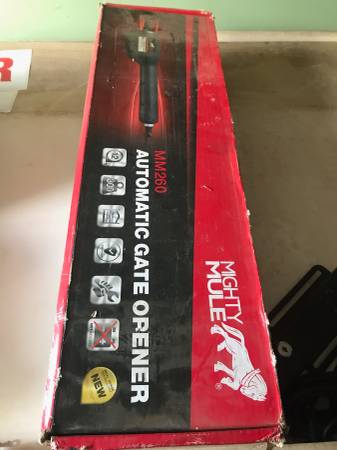 MIGHTY
MULE®
MM260
AUTOMATIC GATE OPENER
NEW
R